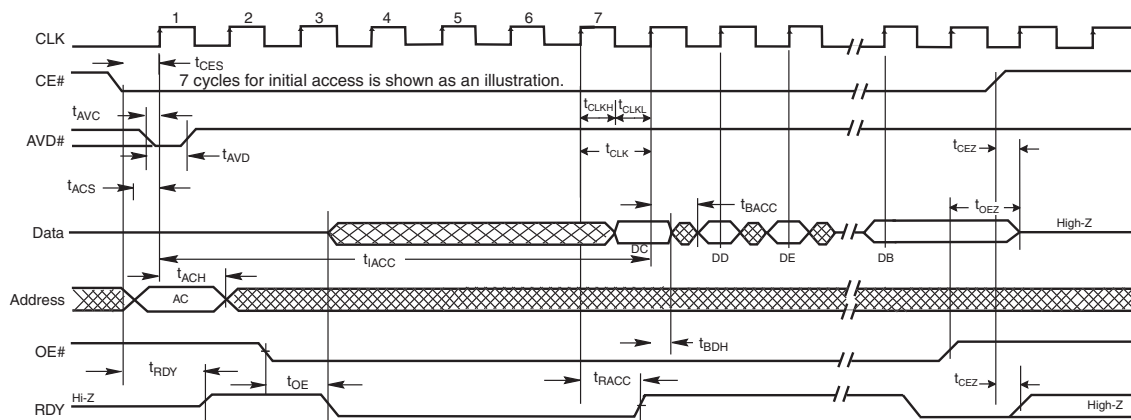 1 2 3 4 5 6 7
CLK
tCES
CE#
7 cycles for initial access is shown as an illustration.
tAVC
tCLKH tCLKL
AVD#
tAVD
tCLK
tCEZ
tACS
tBACC
tOEZ
Data
High-Z
DC
DD
DE
DB
tIACC
tACH
Address
AC
OE#
tBDH
tRDY
tOE
tRACC
tCEZ
Hi-Z
RDY
High-Z